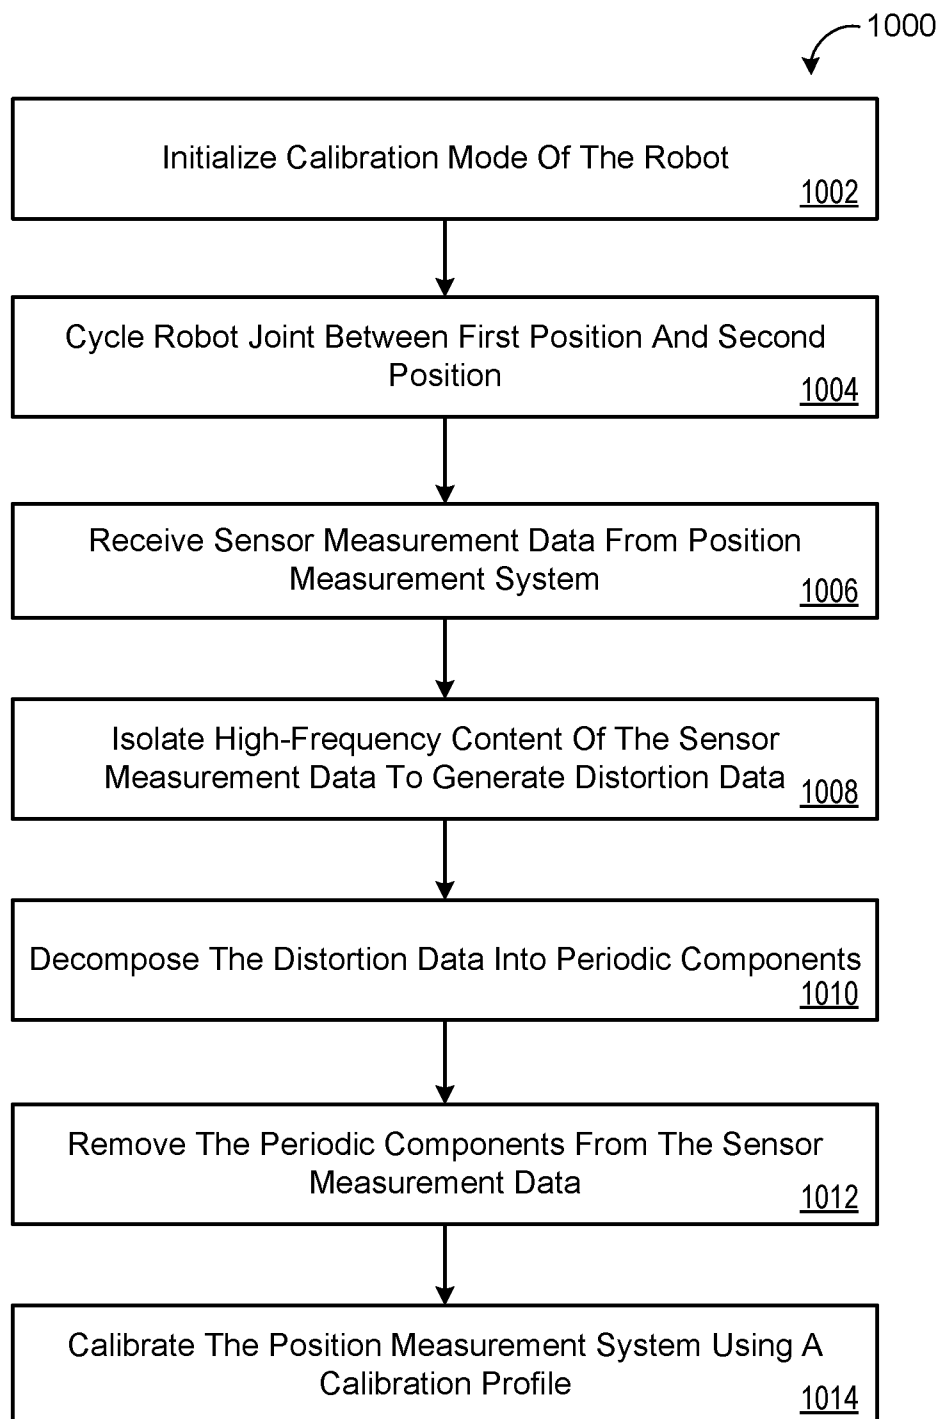 1000
Initialize Calibration Mode Of The Robot
1002
Cycle Robot Joint Between First Position And Second
Position
1004
Receive Sensor Measurement Data From Position
Measurement System
1006
Isolate High-Frequency Content Of The Sensor
Measurement Data To Generate Distortion Data
1008
Decompose The Distortion Data Into Periodic Components
1010
Remove The Periodic Components From The Sensor
Measurement Data
1012
Calibrate The Position Measurement System Using A
Calibration Profile
1014